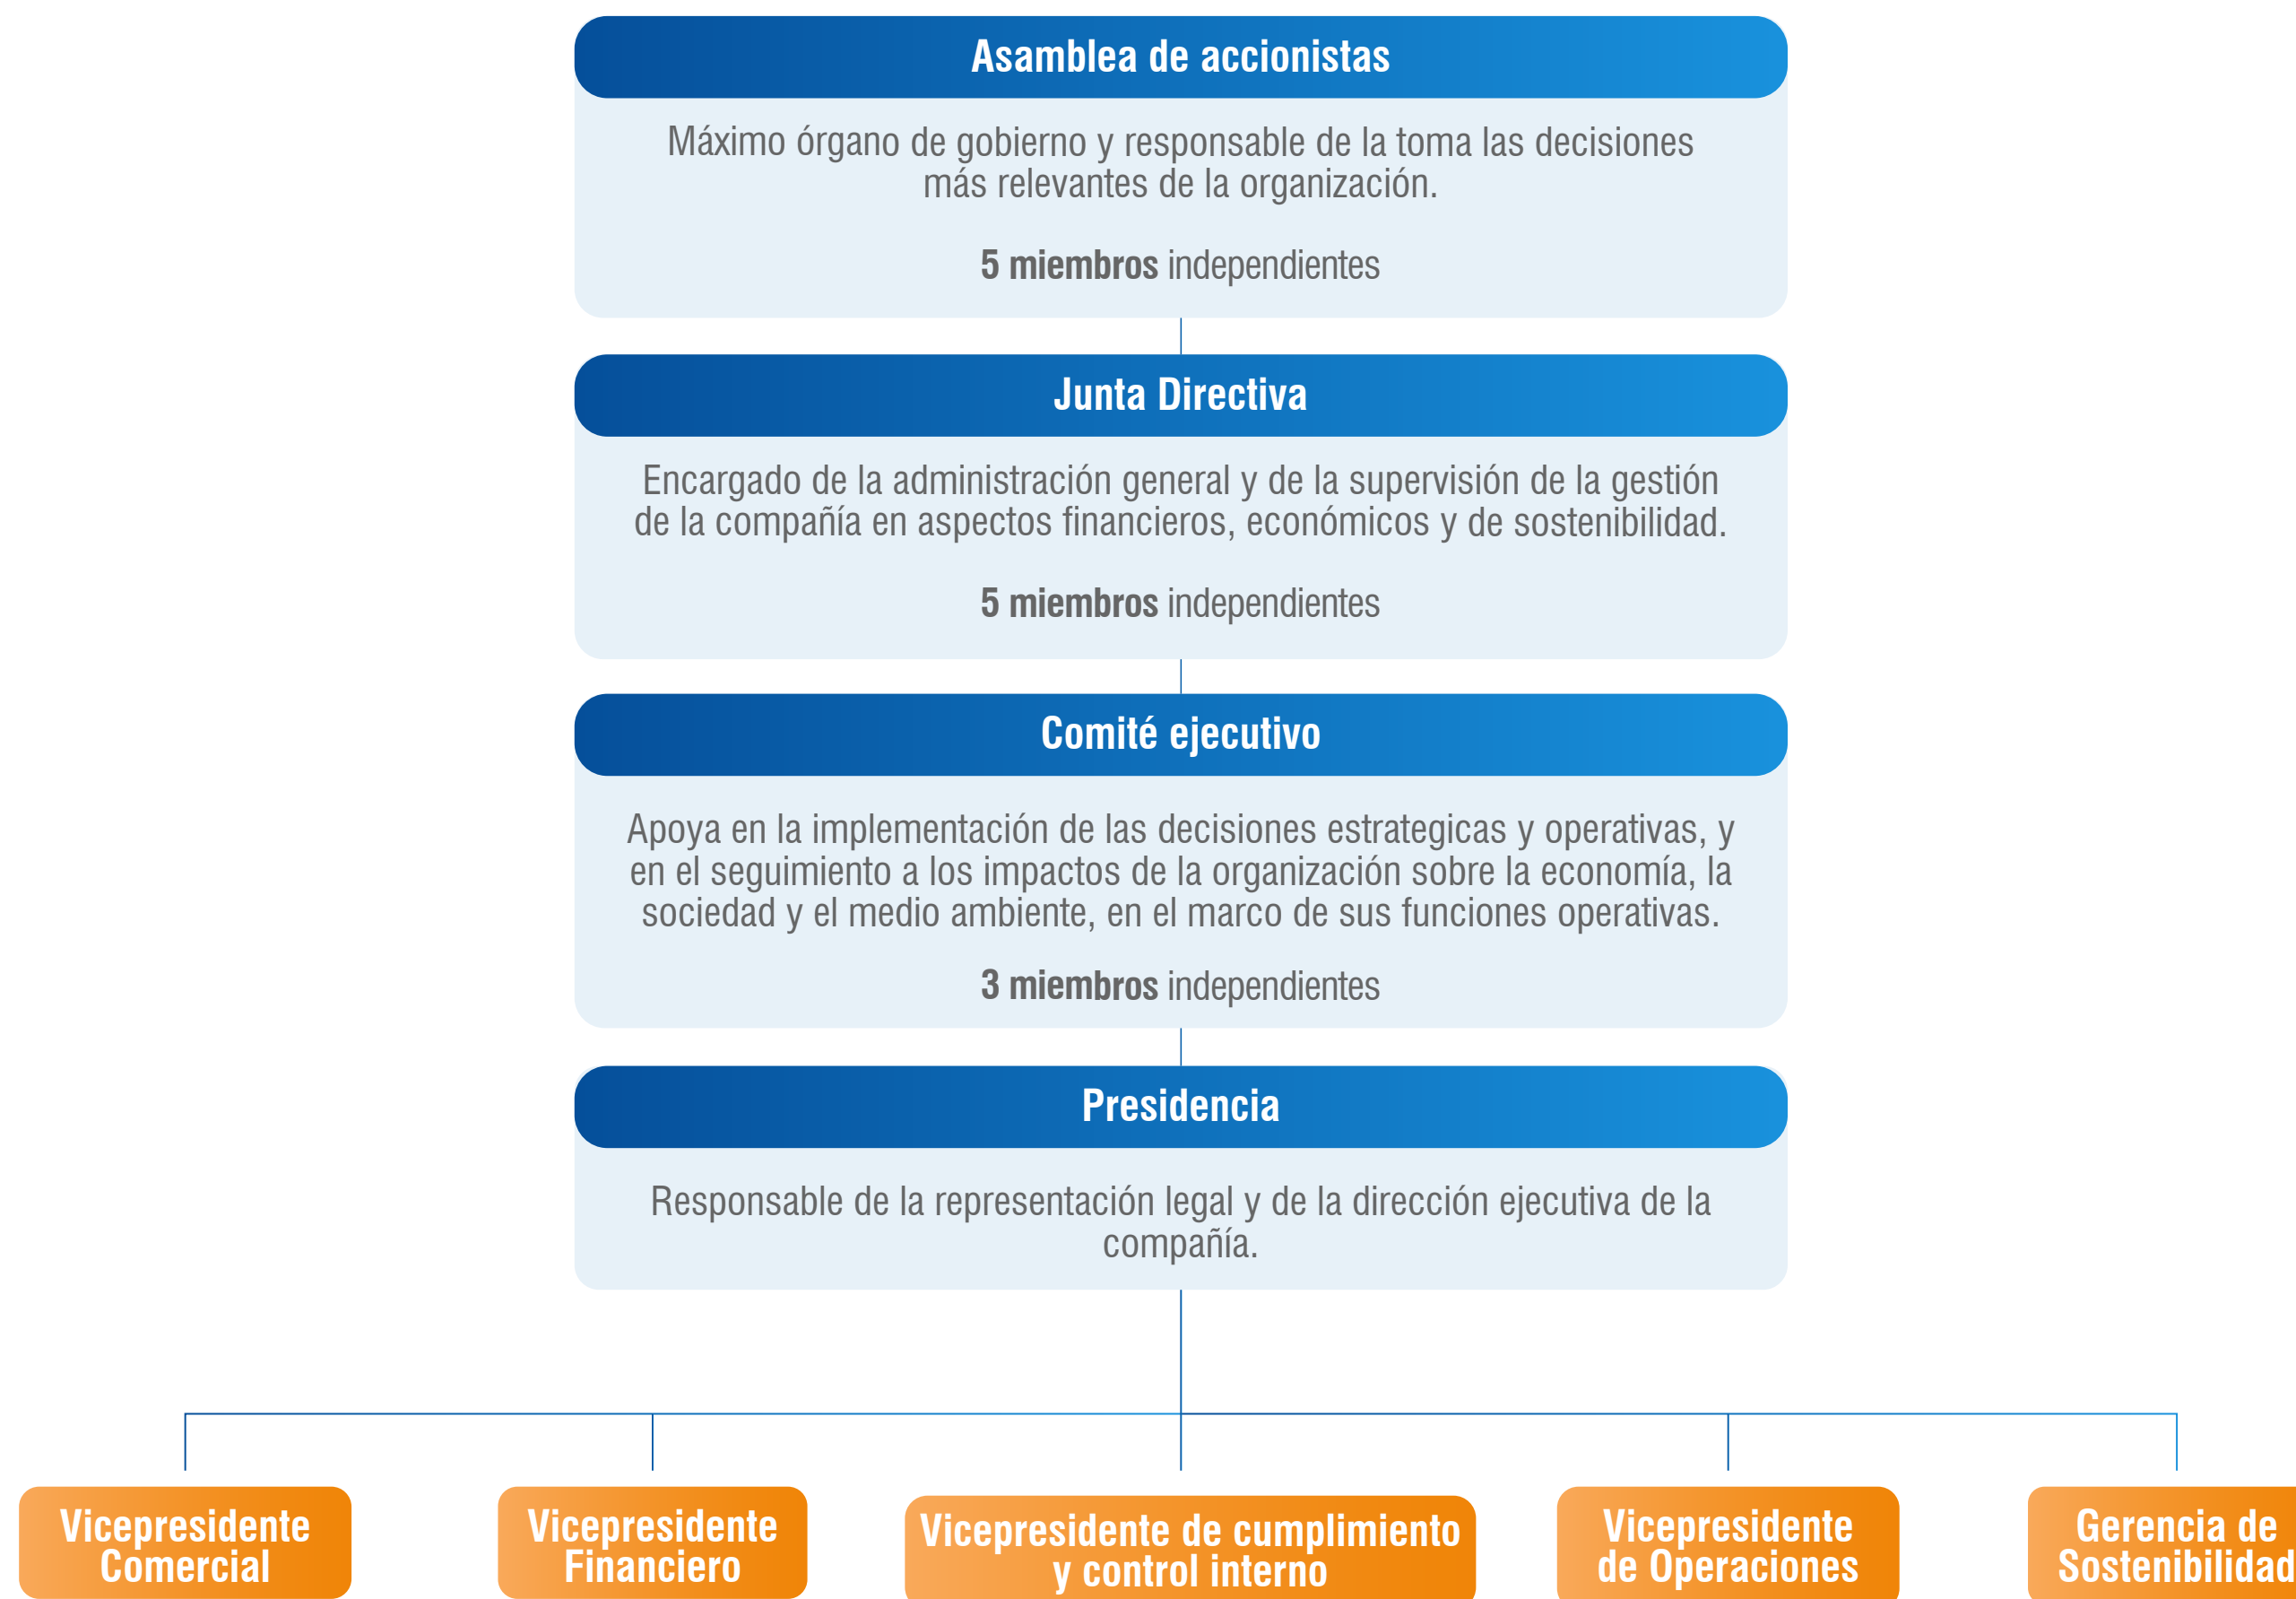 Asamblea de accionistas
Máximo órgano de gobierno y responsable de la toma las decisiones
más relevantes de la organización.
5 miembros independientes
Junta Directiva
Encargado de la administración general y de la supervisión de la gestión
de la compañía en aspectos financieros, económicos y de sostenibilidad.
5 miembros independientes
Comité ejecutivo
Apoya en la implementación de las decisiones estrategicas y operativas, y
en el seguimiento a los impactos de la organización sobre la economía, la
sociedad y el medio ambiente, en el marco de sus funciones operativas.
3 miembros independientes
Presidencia
Responsable de la representación legal y de la dirección ejecutiva de la
compañía.
Vicepresidente
Comercial
Vicepresidente
Financiero
Vicepresidente de cumplimiento
y control interno
Vicepresidente
de Operaciones
Gerencia de
Sostenibilidad